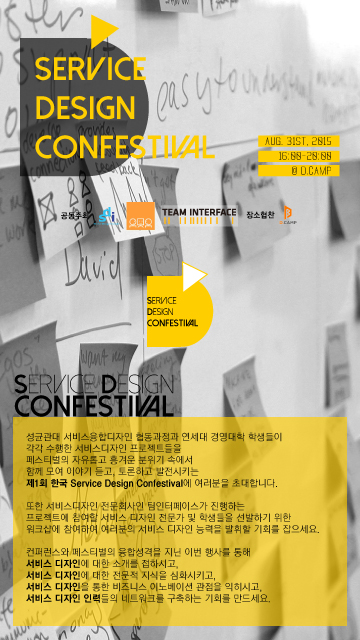 SERVICE
DESIGN
CONFESTIVAL
easy to understand
AUG. 31ST, 2015
16:00-20:00
@ D.CAMP
공동주최
TEAM INTERFACE
장소협찬
D.CAMP
David
SERVICE
DESIGN
CONFESTIVAL
SERVICE DESIGN
CONFESTIVAL
성균관대 서비스융합디자인 협동과정과 연세대 경영대학 학생들이
각각 수행한 서비스디자인 프로젝트들을
페스티벌의 자유롭고 흥겨운 분위기 속에서
함께 모여 이야기 듣고, 토론하고 발전시키는
제1회 한국 Service Design Confestival에 여러분을 초대합니다.
또한 서비스디자인 전문회사인 팀인터페이스가 진행하는
프로젝트에 참여할 서비스 디자인 전문가 및 학생들을 선발하기 위한
워크샵에 참여하여 여러분의 서비스 디자인 능력을 발휘할 기회를 갖으세요.
컨퍼런스와 페스티벌의 융합성격을 지닌 이번 행사를 통해
서비스 디자인에 대한 소개를 접하시고,
서비스 디자인에 대한 전문적 지식을 심화시키고,
서비스 디자인을 통한 비즈니스 이노베이션 관점을 익히시고,
서비스 디자인 인력들의 네트워크를 구축하는 기회를 만드세요.